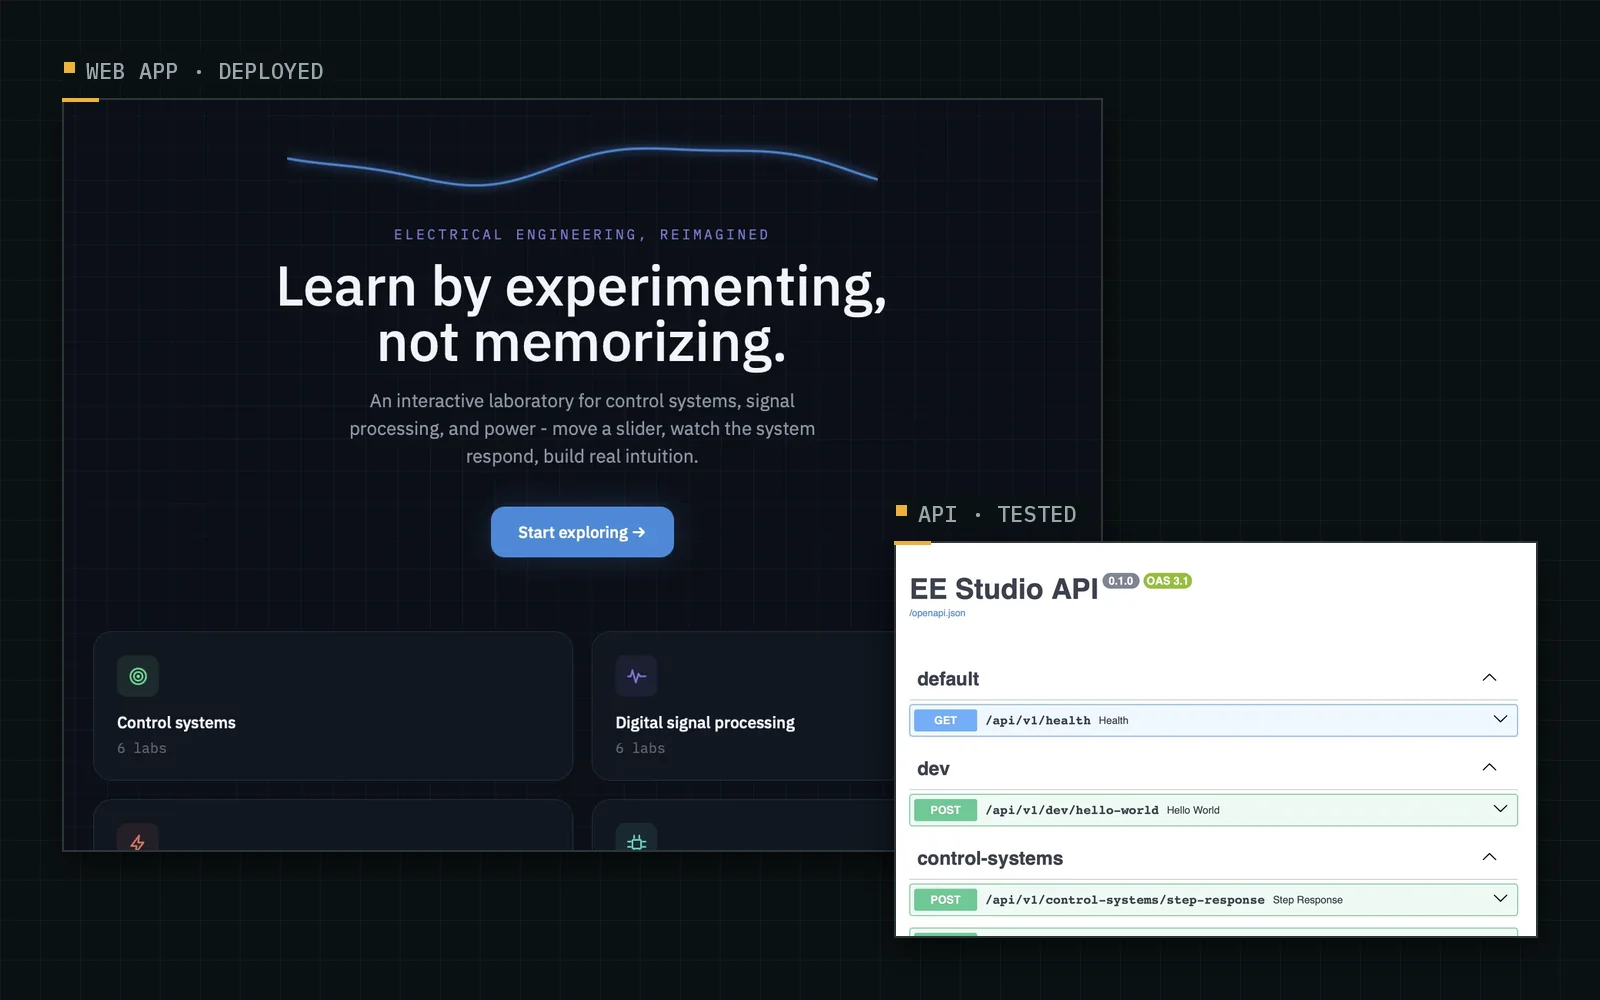 WEB APP · DEPLOYED
ELECTRICAL ENGINEERING, REIMAGINED
Learn by experimenting,
not memorizing.
An interactive laboratory for control systems, signal
processing, and power - move a slider, watch the system
respond, build real intuition.
Start exploring →
Control systems
6 labs
Digital signal processing
6 labs
API · TESTED
EE Studio API 0.1.0 OAS 3.1
/openapi.json
default
GET /api/v1/health Health
dev
POST /api/v1/dev/hello-world Hello World
control-systems
POST /api/v1/control-systems/step-response Step Response